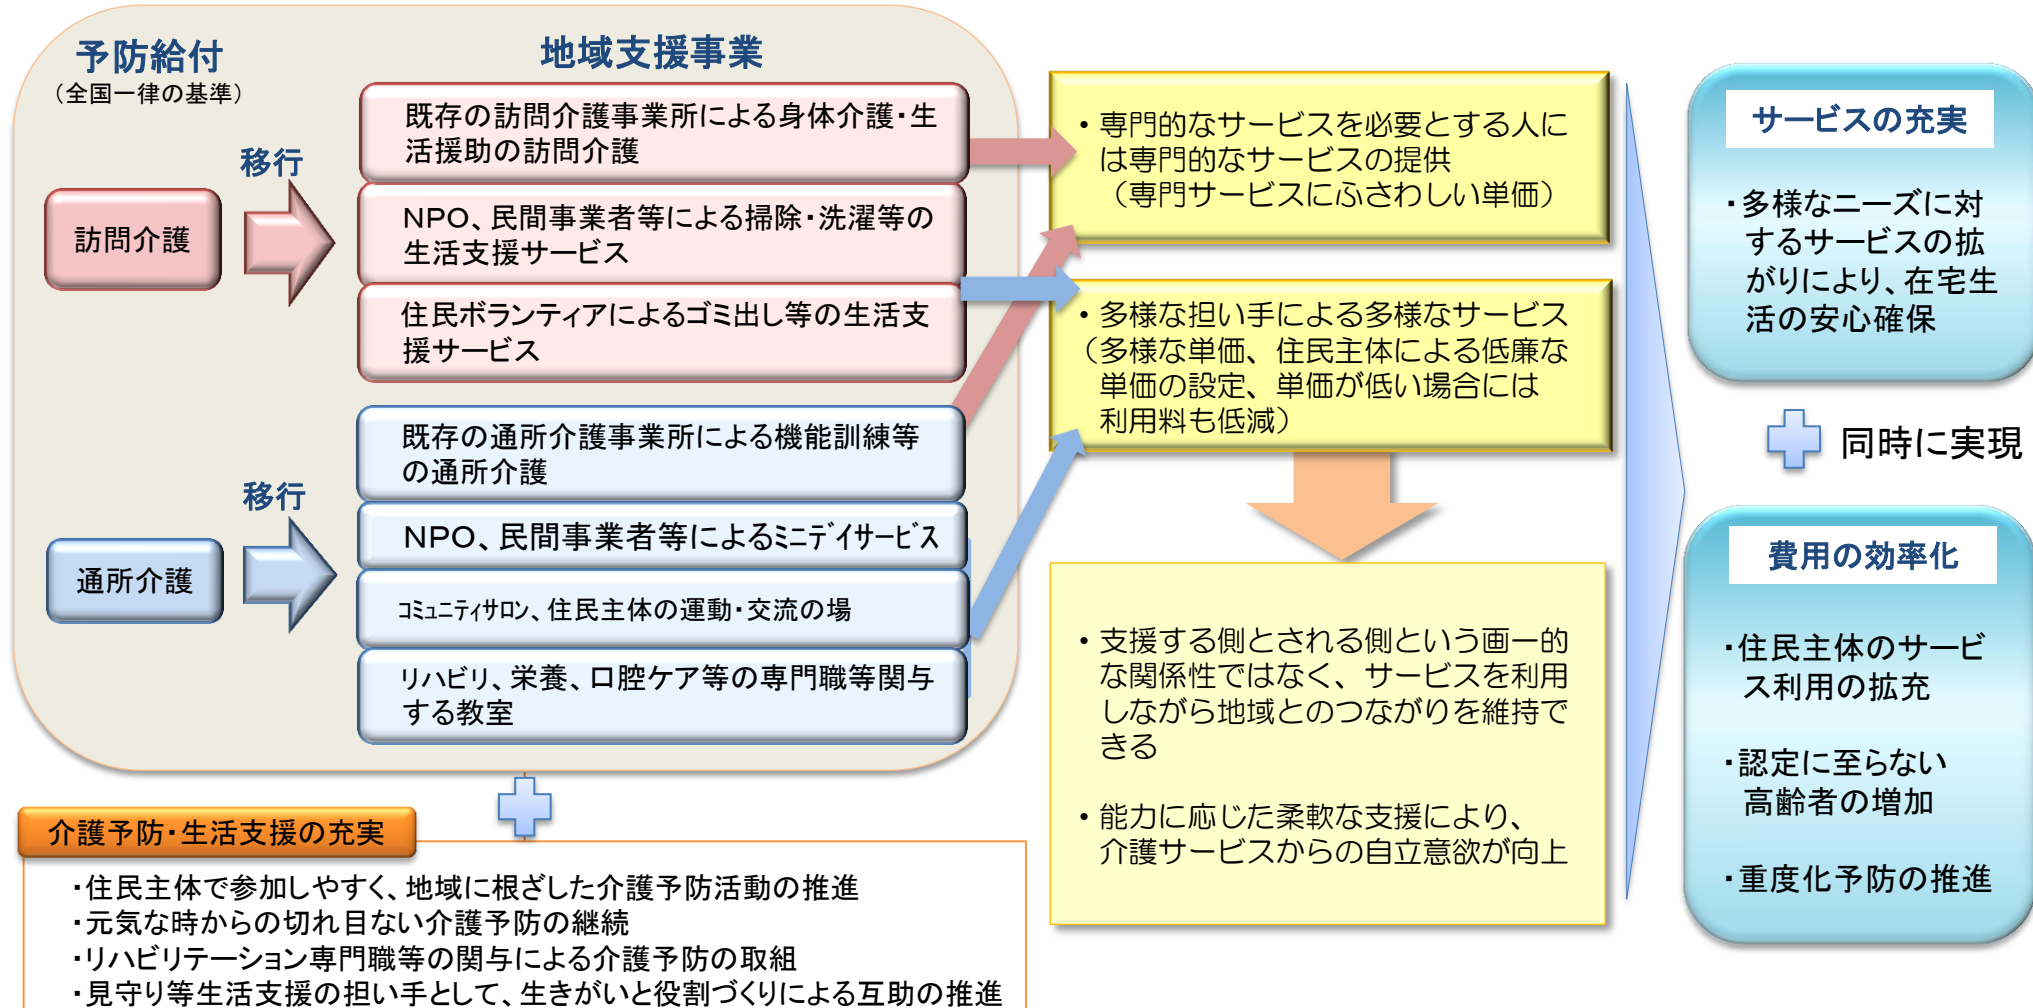 予防給付
（全国一律の基準）
地域支援事業
移行
訪問介護
既存の訪問介護事業所による身体介護・生
活援助の訪問介護
ＮＰＯ、民間事業者等による掃除・洗濯等の
生活支援サービス
住民ボランティアによるゴミ出し等の生活支
援サービス
移行
通所介護
既存の通所介護事業所による機能訓練等
の通所介護
ＮＰＯ、民間事業者等によるﾐﾆﾃﾞｲサービス
ｺﾐｭﾆﾃｨサロン、住民主体の運動・交流の場
リハビリ、栄養、口腔ケア等の専門職等関与
する教室
介護予防・生活支援の充実
・住民主体で参加しやすく、地域に根ざした介護予防活動の推進
・元気な時からの切れ目ない介護予防の継続
・リハビリテーション専門職等の関与による介護予防の取組
・見守り等生活支援の担い手として、生きがいと役割づくりによる互助の推進
・専門的なサービスを必要とする人に
は専門的なサービスの提供
（専門サービスにふさわしい単価）
・多様な担い手による多様なサービス
（多様な単価、住民主体による低廉な
単価の設定、単価が低い場合には
利用料も低減）
・支援する側とされる側という画一的
な関係性ではなく、サービスを利用
しながら地域とのつながりを維持で
きる
・能力に応じた柔軟な支援により、
介護サービスからの自立意欲が向上
サービスの充実
・多様なニーズに対
するサービスの拡
がりにより、在宅生
活の安心確保
同時に実現
費用の効率化
・住民主体のサービ
ス利用の拡充
・認定に至らない
高齢者の増加
・重度化予防の推進